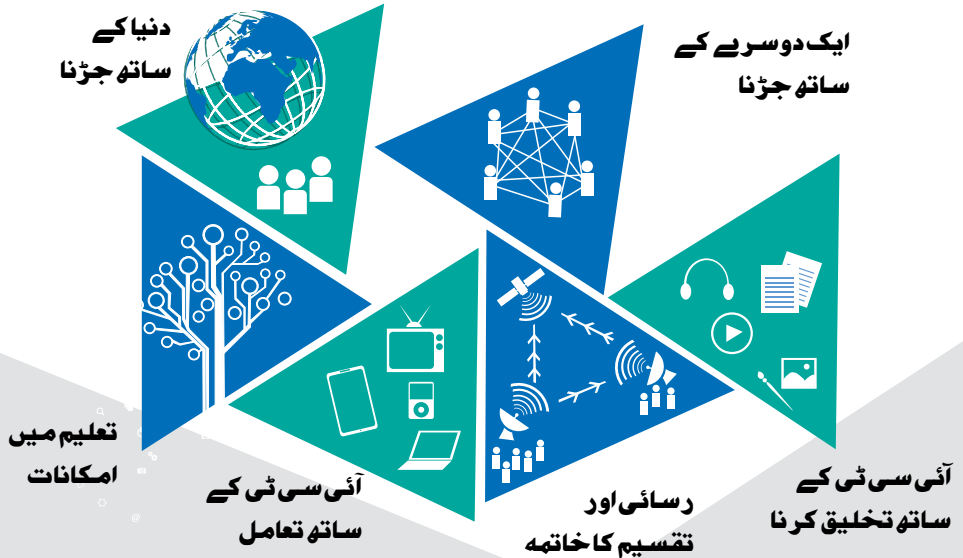 ایک دوسرے کے
ساتھ جڑنا
دنیا کے
ساتھ جڑنا
آئی سی ٹی کے
ساتھ تخلیق کرنا
رسائی اور
تقسیم کا خاتمہ
آئی سی ٹی کے
ساتھ تعامل
تعلیم میں
امکانات